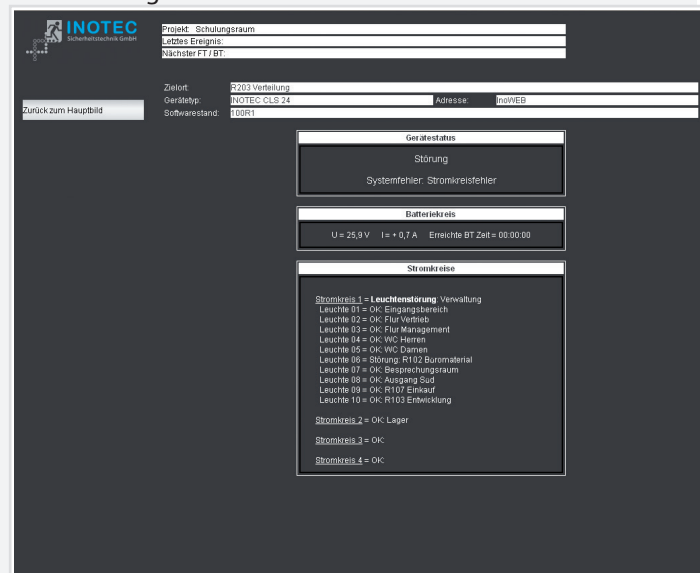 INOTEC
Sicherheitstechnik GmbH
Projekt: Schulungsraum
Letztes Ereignis:
Nächster FT / BT:
Zielort: R203 Verteilung
Gerätetyp: INOTEC CLS 24 Adresse: InoWEB
Softwarestand: 100R1
Zurück zum Hauptbild
Gerätestatus
Störung
Systemfehler: Stromkreisfehler
Batteriekreis
U = 25,9 V I = + 0,7 A Erreichte BT Zeit = 00:00:00
Stromkreise
Stromkreis 1 = Leuchtenstörung: Verwaltung
Leuchte 01 = OK: Eingangsbereich
Leuchte 02 = OK: Flur Vertrieb
Leuchte 03 = OK: Flur Management
Leuchte 04 = OK: WC Herren
Leuchte 05 = OK: WC Damen
Leuchte 06 = Störung: R102 Buromaterial
Leuchte 07 = OK: Besprechungsraum
Leuchte 08 = OK: Ausgang Sud
Leuchte 09 = OK: R107 Einkauf
Leuchte 10 = OK: R103 Entwicklung
Stromkreis 2 = OK: Lager
Stromkreis 3 = OK:
Stromkreis 4 = OK: